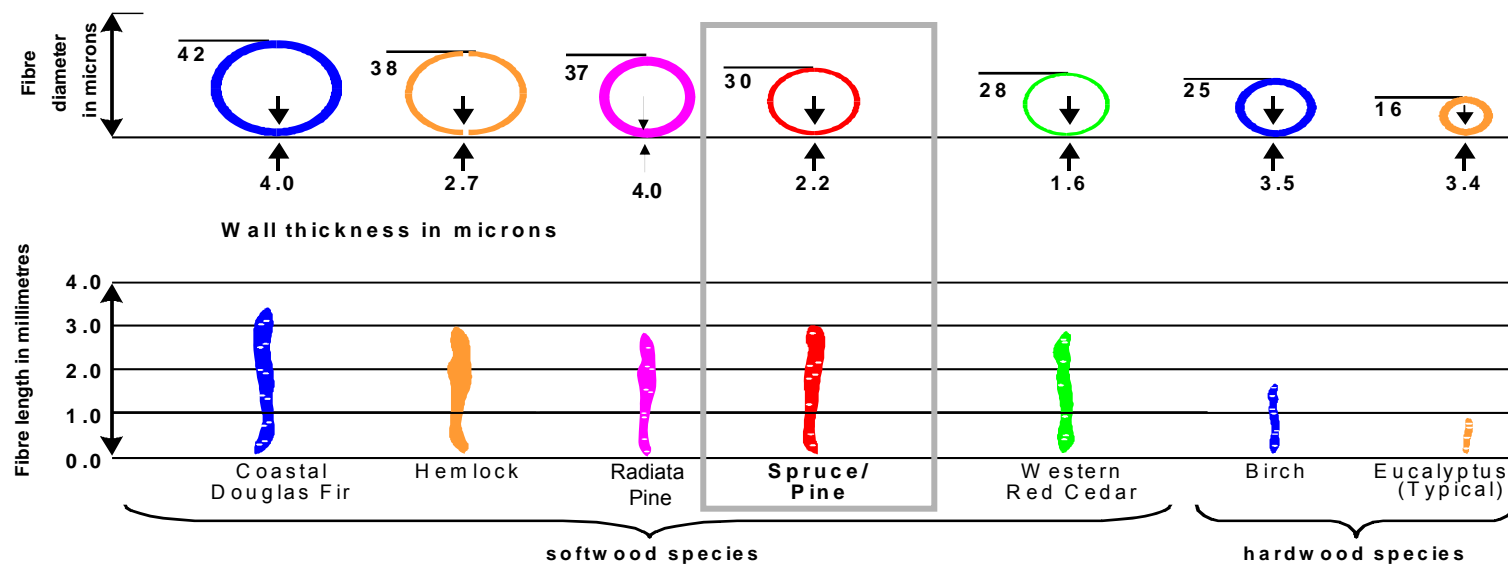 Fibre
diameter
in microns
42
38
37
30
28
25
16
4.0
2.7
4.0
2.2
1.6
3.5
3.4
Wall thickness in microns
Fibre length in millimetres
4.0
3.0
2.0
1.0
0.0
Coastal
Douglas Fir
Hemlock
Radiata
Pine
Spruce/
Pine
Western
Red Cedar
Birch
Eucalyptus
(Typical)
softwood species
hardwood species